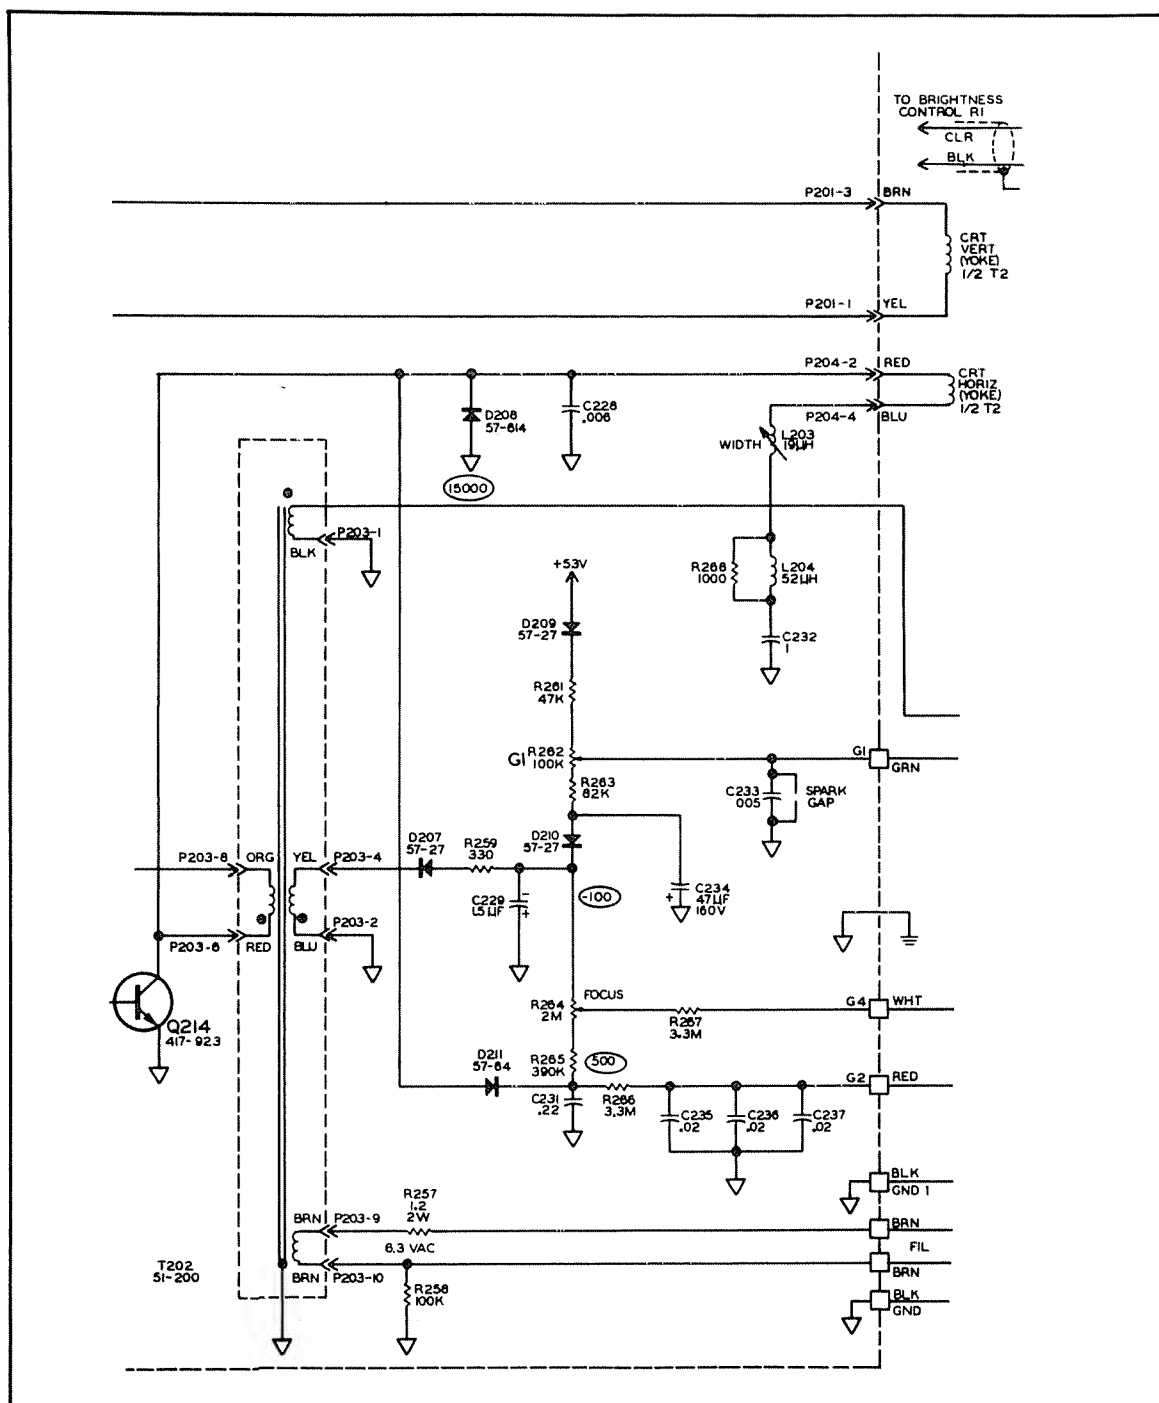 TO BRIGHTNESS
CONTROL R1
CLR
BLK
P201-3 BRN
CRT
VERT
(YOKE)
1/2 T2
P201-1 YEL
P204-2 RED
CRT
HORIZ
(YOKE)
1/2 T2
P204-4 BLU
D208
57-614
C228
.006
WIDTH
L203
19µH
15000
P203-1
BLK
+53V
R268
1000
L204
52µH
D209
57-27
C232
1
R261
47K
G1
R262
100K
G1
GRN
R263
82K
C233
005
SPARK
GAP
D210
57-27
D207
57-27
R259
330
P203-8 ORG
YEL P203-4
C229
1.5µF
-
+
-100
+
C234
47µF
160V
P203-6 RED
BLU P203-2
Q214
417-923
FOCUS
R264
2M
R267
3.3M
G4 WHT
D211
57-64
R265
390K
500
C231
.22
R266
3.3M
G2 RED
C235
.02
C236
.02
C237
.02
BLK
GND 1
R257
1.2
2W
BRN P203-9
BRN
6.3 VAC
FIL
BRN P203-10
BRN
T202
51-200
R258
100K
BLK
GND